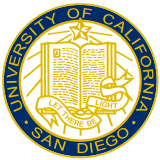 UNIVERSITY OF CALIFORNIA
LET THERE BE
LIGHT
· SAN DIEGO ·